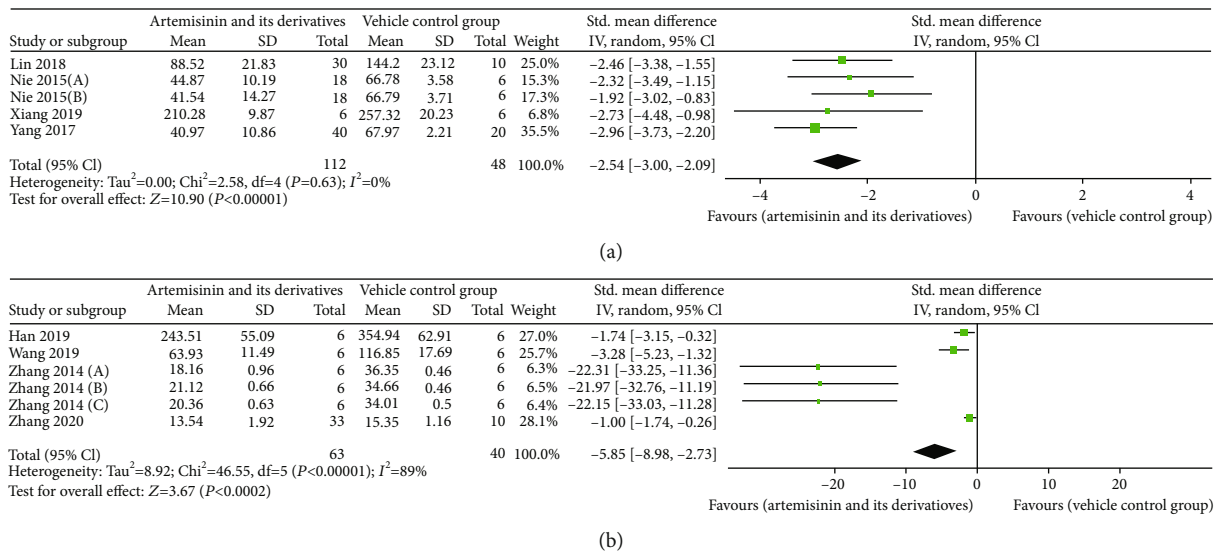 Artemisinin and its derivatives Vehicle control group Std. mean difference Std. mean difference
Study or subgroup Mean SD Total Mean SD Total Weight IV, random, 95% CI IV, random, 95% CI
Lin 2018 88.52 21.83 30 144.2 23.12 10 25.0% −2.46 [−3.38, −1.55]
Nie 2015(A) 44.87 10.19 18 66.78 3.58 6 15.3% −2.32 [−3.49, −1.15]
Nie 2015(B) 41.54 14.27 18 66.79 3.71 6 17.3% −1.92 [−3.02, −0.83]
Xiang 2019 210.28 9.87 6 257.32 20.23 6 6.8% −2.73 [−4.48, −0.98]
Yang 2017 40.97 10.86 40 67.97 2.21 20 35.5% −2.96 [−3.73, −2.20]
Total (95% CI) 112 48 100.0% −2.54 [−3.00, −2.09]
Heterogeneity: Tau²=0.00; Chi²=2.58, df=4 (P=0.63); I²=0%
Test for overall effect: Z=10.90 (P<0.00001)
−4 −2 0 2 4
Favours (artemisinin and its derivatioves) Favours (vehicle control group)
(a)
Artemisinin and its derivatives Vehicle control group Std. mean difference Std. mean difference
Study or subgroup Mean SD Total Mean SD Total Weight IV, random, 95% CI IV, random, 95% CI
Han 2019 243.51 55.09 6 354.94 62.91 6 27.0% −1.74 [−3.15, −0.32]
Wang 2019 63.93 11.49 6 116.85 17.69 6 25.7% −3.28 [−5.23, −1.32]
Zhang 2014 (A) 18.16 0.96 6 36.35 0.46 6 6.3% −22.31 [−33.25, −11.36]
Zhang 2014 (B) 21.12 0.66 6 34.66 0.46 6 6.5% −21.97 [−32.76, −11.19]
Zhang 2014 (C) 20.36 0.63 6 34.01 0.5 6 6.4% −22.15 [−33.03, −11.28]
Zhang 2020 13.54 1.92 33 15.35 1.16 10 28.1% −1.00 [−1.74, −0.26]
Total (95% CI) 63 40 100.0% −5.85 [−8.98, −2.73]
Heterogeneity: Tau²=8.92; Chi²=46.55, df=5 (P<0.00001); I²=89%
Test for overall effect: Z=3.67 (P<0.0002)
−20 −10 0 10 20
Favours (artemisinin and its derivatioves) Favours (vehicle control group)
(b)